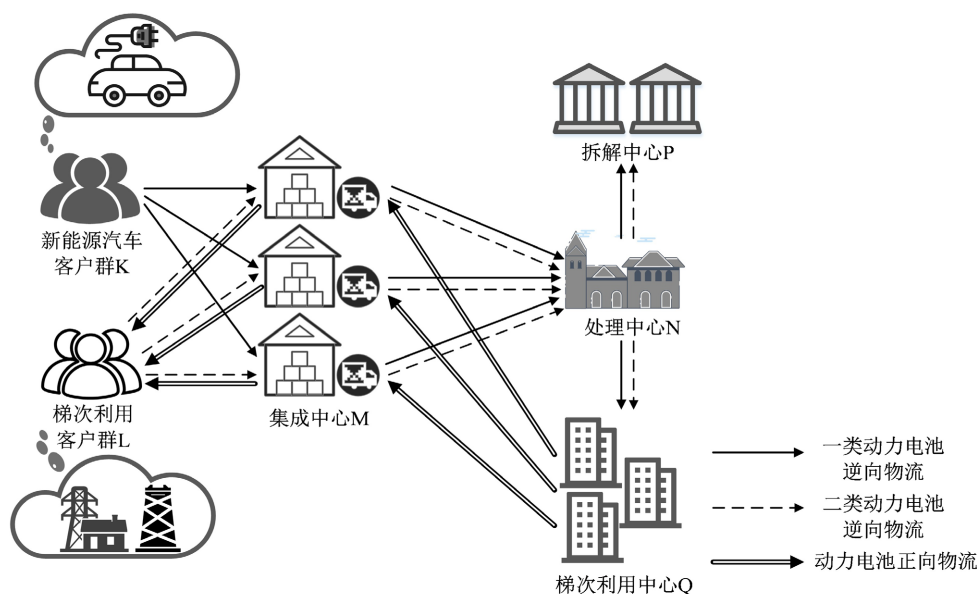 拆解中心P
新能源汽车
客户群K
处理中心N
梯次利用
客户群L
集成中心M
一类动力电池
逆向物流
二类动力电池
逆向物流
动力电池正向物流
梯次利用中心Q